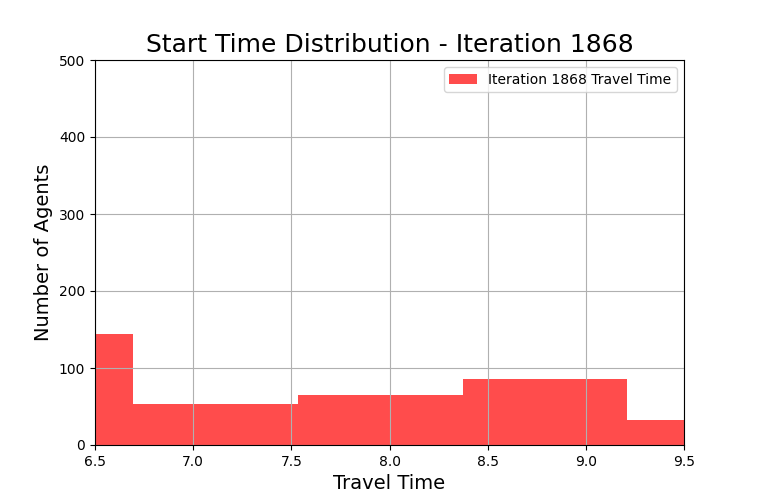 Start Time Distribution - Iteration 1868
Iteration 1868 Travel Time
Number of Agents
500
400
300
200
100
0
6.5 7.0 7.5 8.0 8.5 9.0 9.5
Travel Time